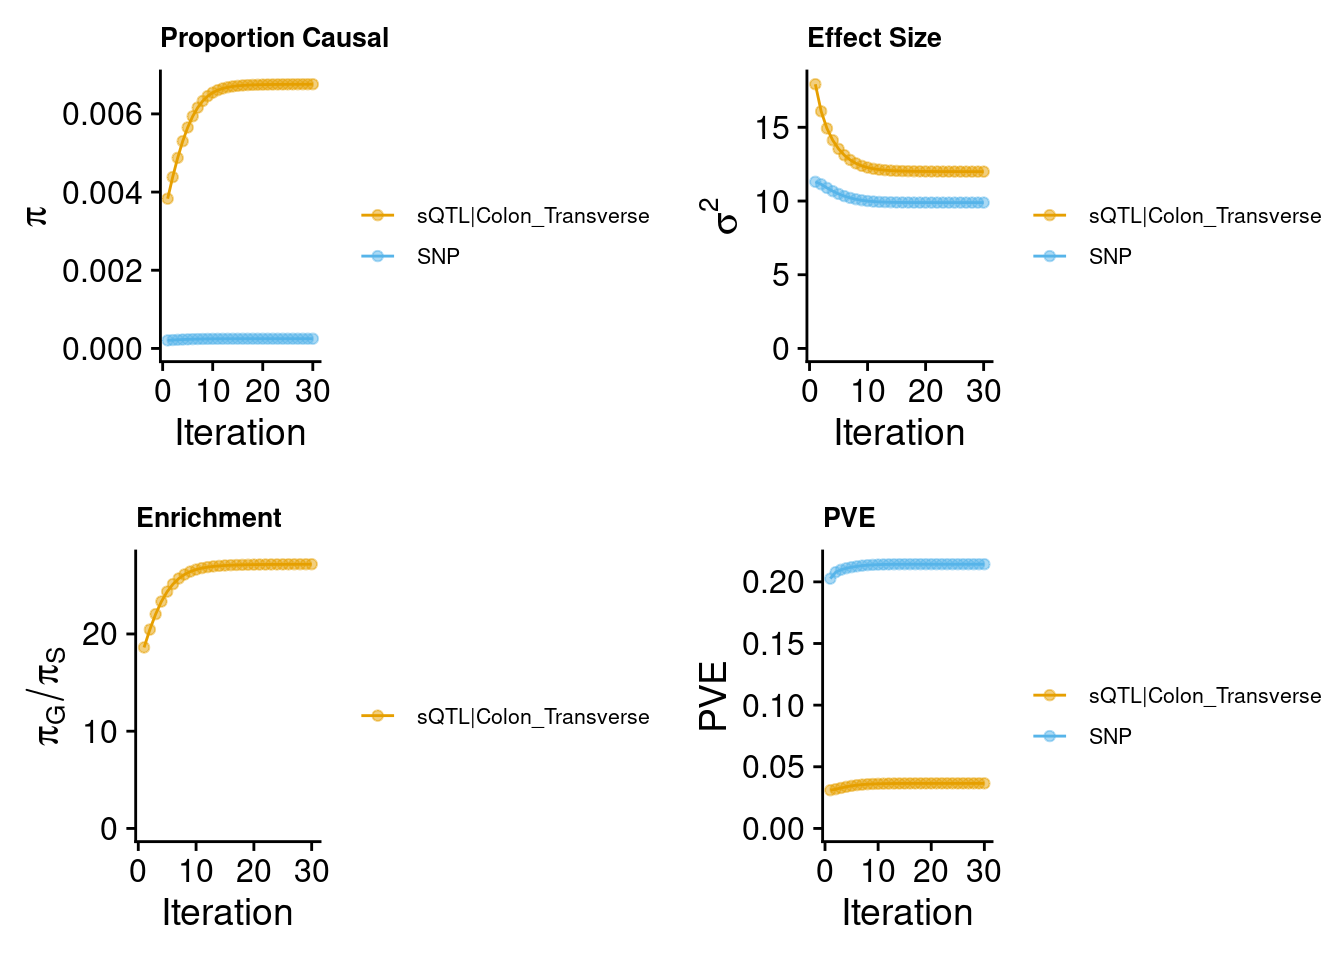 Proportion Causal
π
0.006
0.004
0.002
0.000
0 10 20 30
Iteration
sQTL|Colon_Transverse
SNP
Effect Size
σ²
15
10
5
0
0 10 20 30
Iteration
sQTL|Colon_Transverse
SNP
Enrichment
π_G/π_S
20
10
0
0 10 20 30
Iteration
sQTL|Colon_Transverse
PVE
PVE
0.20
0.15
0.10
0.05
0.00
0 10 20 30
Iteration
sQTL|Colon_Transverse
SNP